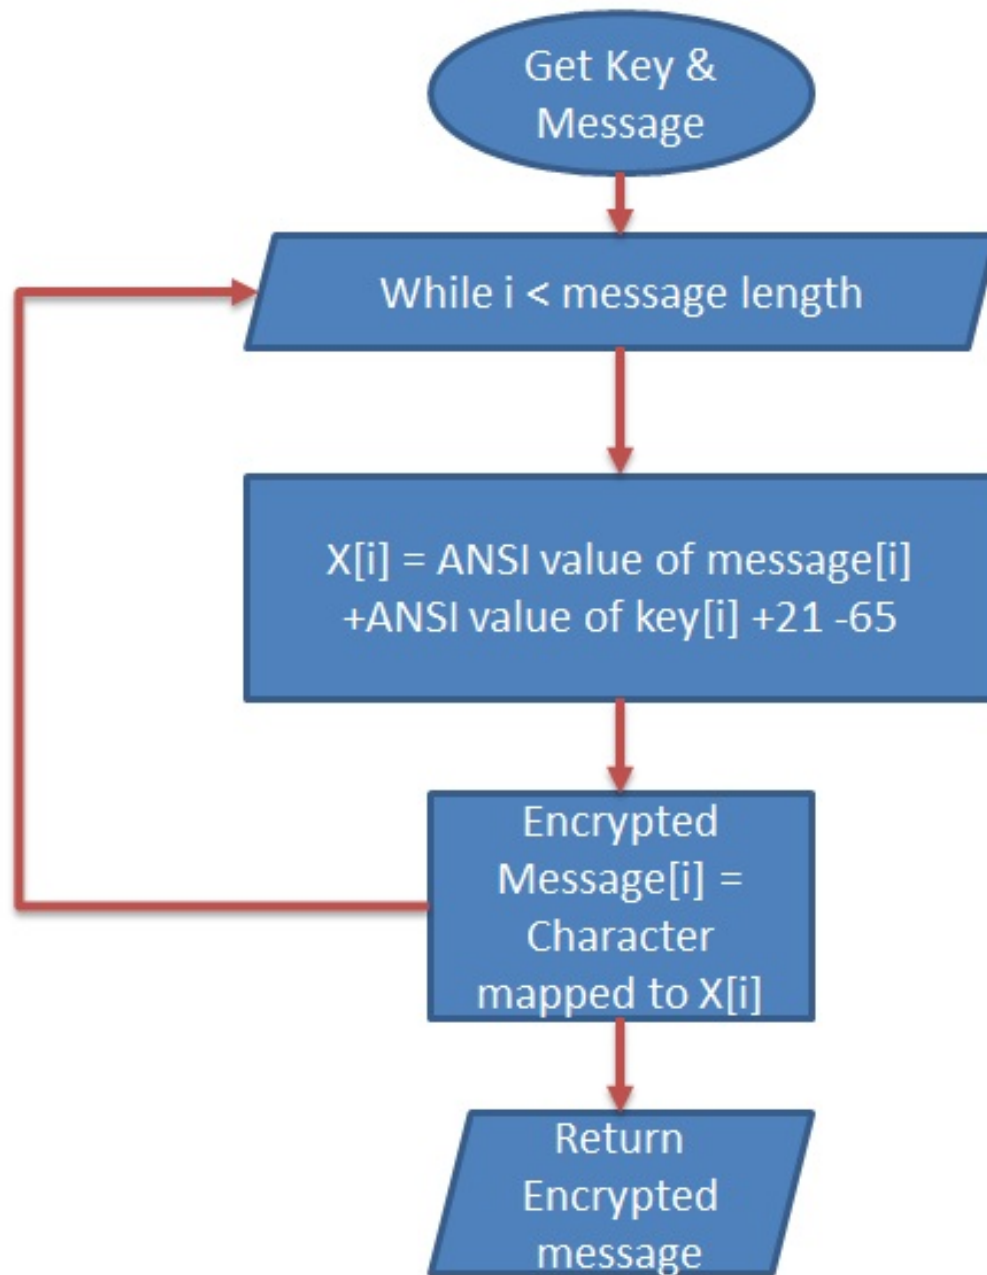 Get Key &
Message
While i < message length
X[i] = ANSI value of message[i]
+ANSI value of key[i] +21 -65
Encrypted
Message[i] =
Character
mapped to X[i]
Return
Encrypted
message